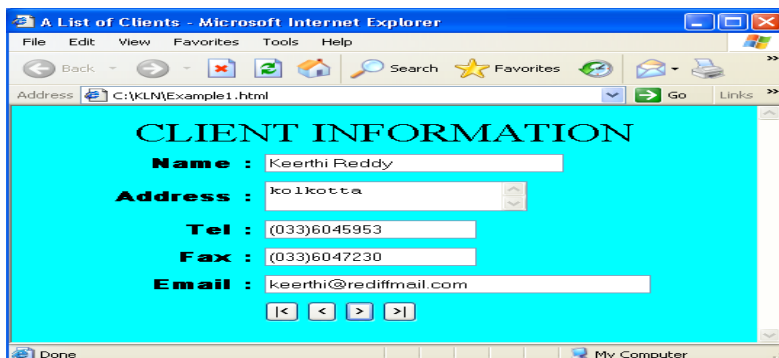 A List of Clients - Microsoft Internet Explorer
File Edit View Favorites Tools Help
Back Search Favorites
Address C:\KLN\Example1.html Go Links »
CLIENT INFORMATION
Name : Keerthi Reddy
Address : kolkotta
Tel : (033)6045953
Fax : (033)6047230
Email : keerthi@rediffmail.com
|< < > >|
Done My Computer